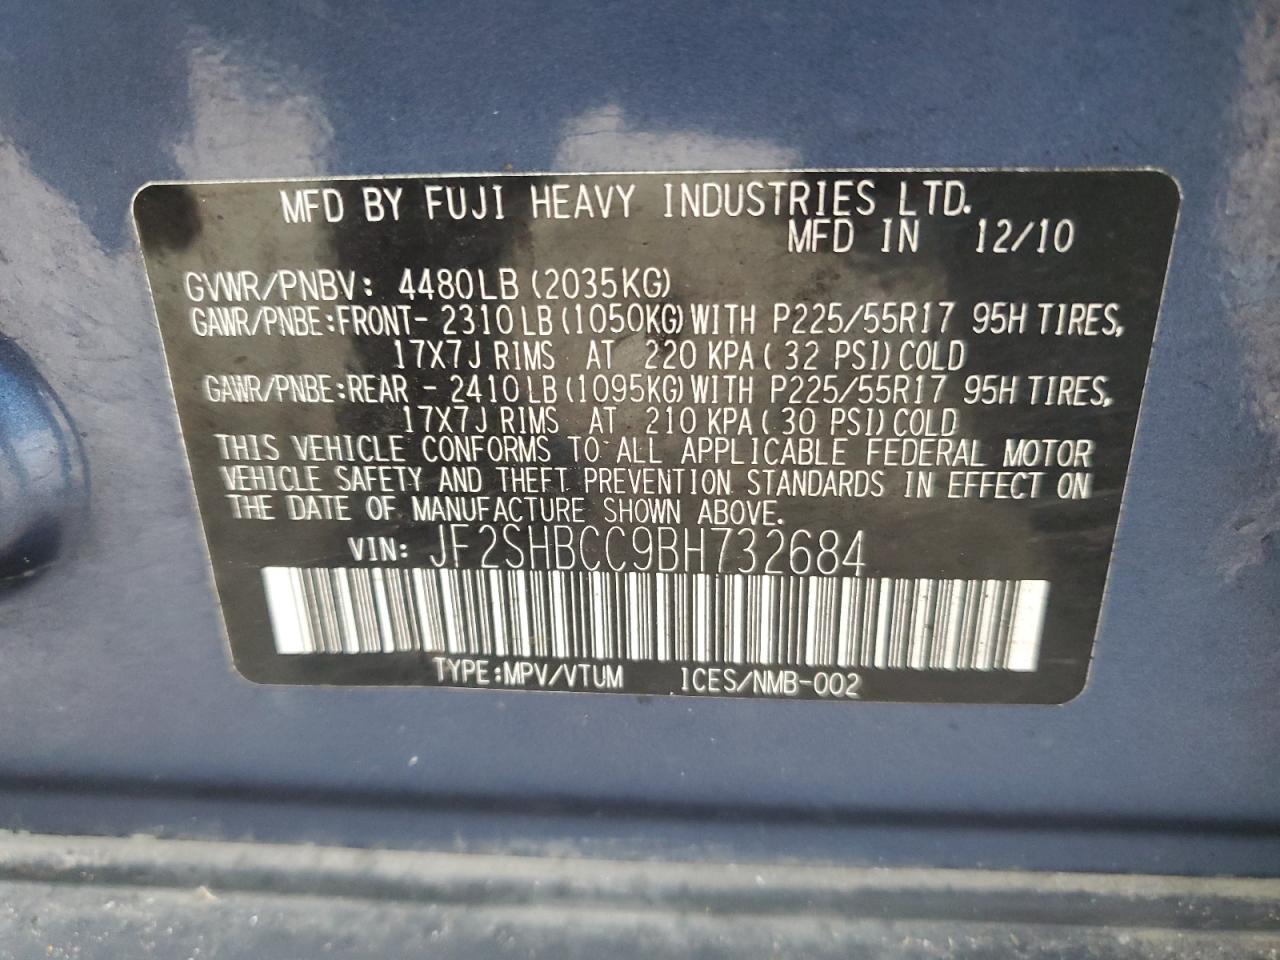 MFD BY FUJI HEAVY INDUSTRIES LTD.
MFD IN 12/10
GVWR/PNBV: 4480LB (2035KG)
GAWR/PNBE:FRONT- 2310LB(1050KG)WITH P225/55R17 95H TIRES,
17X7J RIMS AT 220 KPA( 32 PSI)COLD
GAWR/PNBE:REAR - 2410LB(1095KG)WITH P225/55R17 95H TIRES,
17X7J RIMS AT 210 KPA( 30 PSI)COLD
THIS VEHICLE CONFORMS TO ALL APPLICABLE FEDERAL MOTOR
VEHICLE SAFETY AND THEFT PREVENTION STANDARDS IN EFFECT ON
THE DATE OF MANUFACTURE SHOWN ABOVE.
VIN: JF2SHBCC9BH732684
TYPE:MPV/VTUM ICES/NMB-002